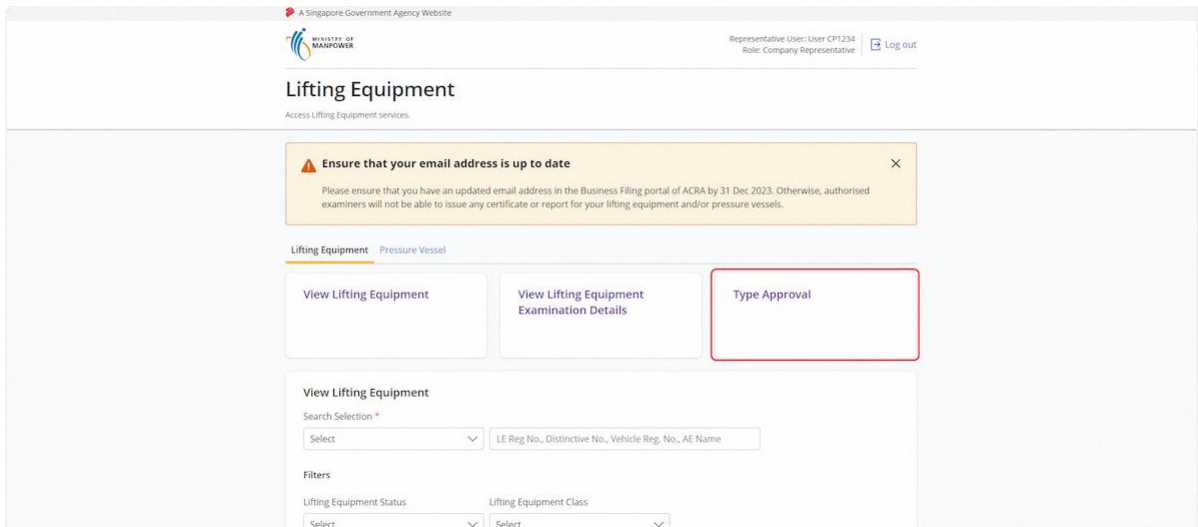 A Singapore Government Agency Website
MINISTRY OF
MANPOWER
Representative User: User CP1234
Role: Company Representative
Log out
Lifting Equipment
Access Lifting Equipment services.
Ensure that your email address is up to date
Please ensure that you have an updated email address in the Business Filing portal of ACRA by 31 Dec 2023. Otherwise, authorised
examiners will not be able to issue any certificate or report for your lifting equipment and/or pressure vessels.
Lifting Equipment Pressure Vessel
View Lifting Equipment
View Lifting Equipment
Examination Details
Type Approval
View Lifting Equipment
Search Selection *
Select
LE Reg No., Distinctive No., Vehicle Reg. No., AE Name
Filters
Lifting Equipment Status
Lifting Equipment Class
Select
Select